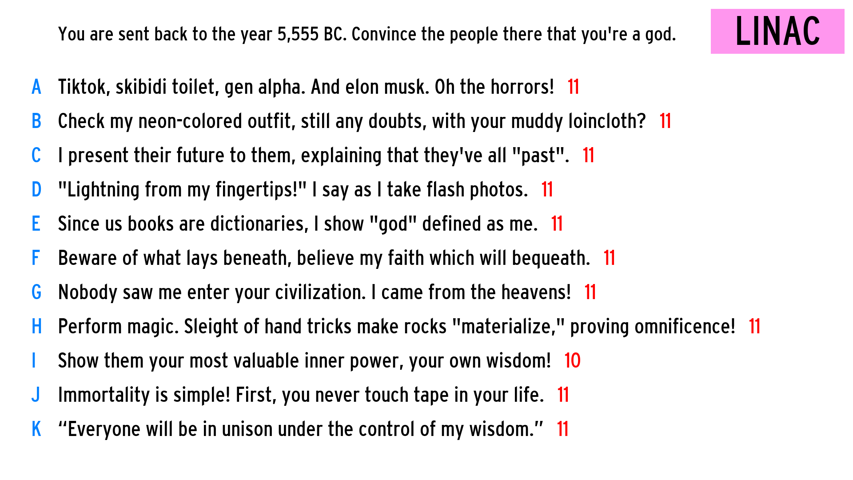 You are sent back to the year 5,555 BC. Convince the people there that you're a god.
LINAC
A Tiktok, skibidi toilet, gen alpha. And elon musk. Oh the horrors! 11
B Check my neon-colored outfit, still any doubts, with your muddy loincloth? 11
C I present their future to them, explaining that they've all "past". 11
D "Lightning from my fingertips!" I say as I take flash photos. 11
E Since us books are dictionaries, I show "god" defined as me. 11
F Beware of what lays beneath, believe my faith which will bequeath. 11
G Nobody saw me enter your civilization. I came from the heavens! 11
H Perform magic. Sleight of hand tricks make rocks "materialize," proving omnificence! 11
I Show them your most valuable inner power, your own wisdom! 10
J Immortality is simple! First, you never touch tape in your life. 11
K “Everyone will be in unison under the control of my wisdom.” 11